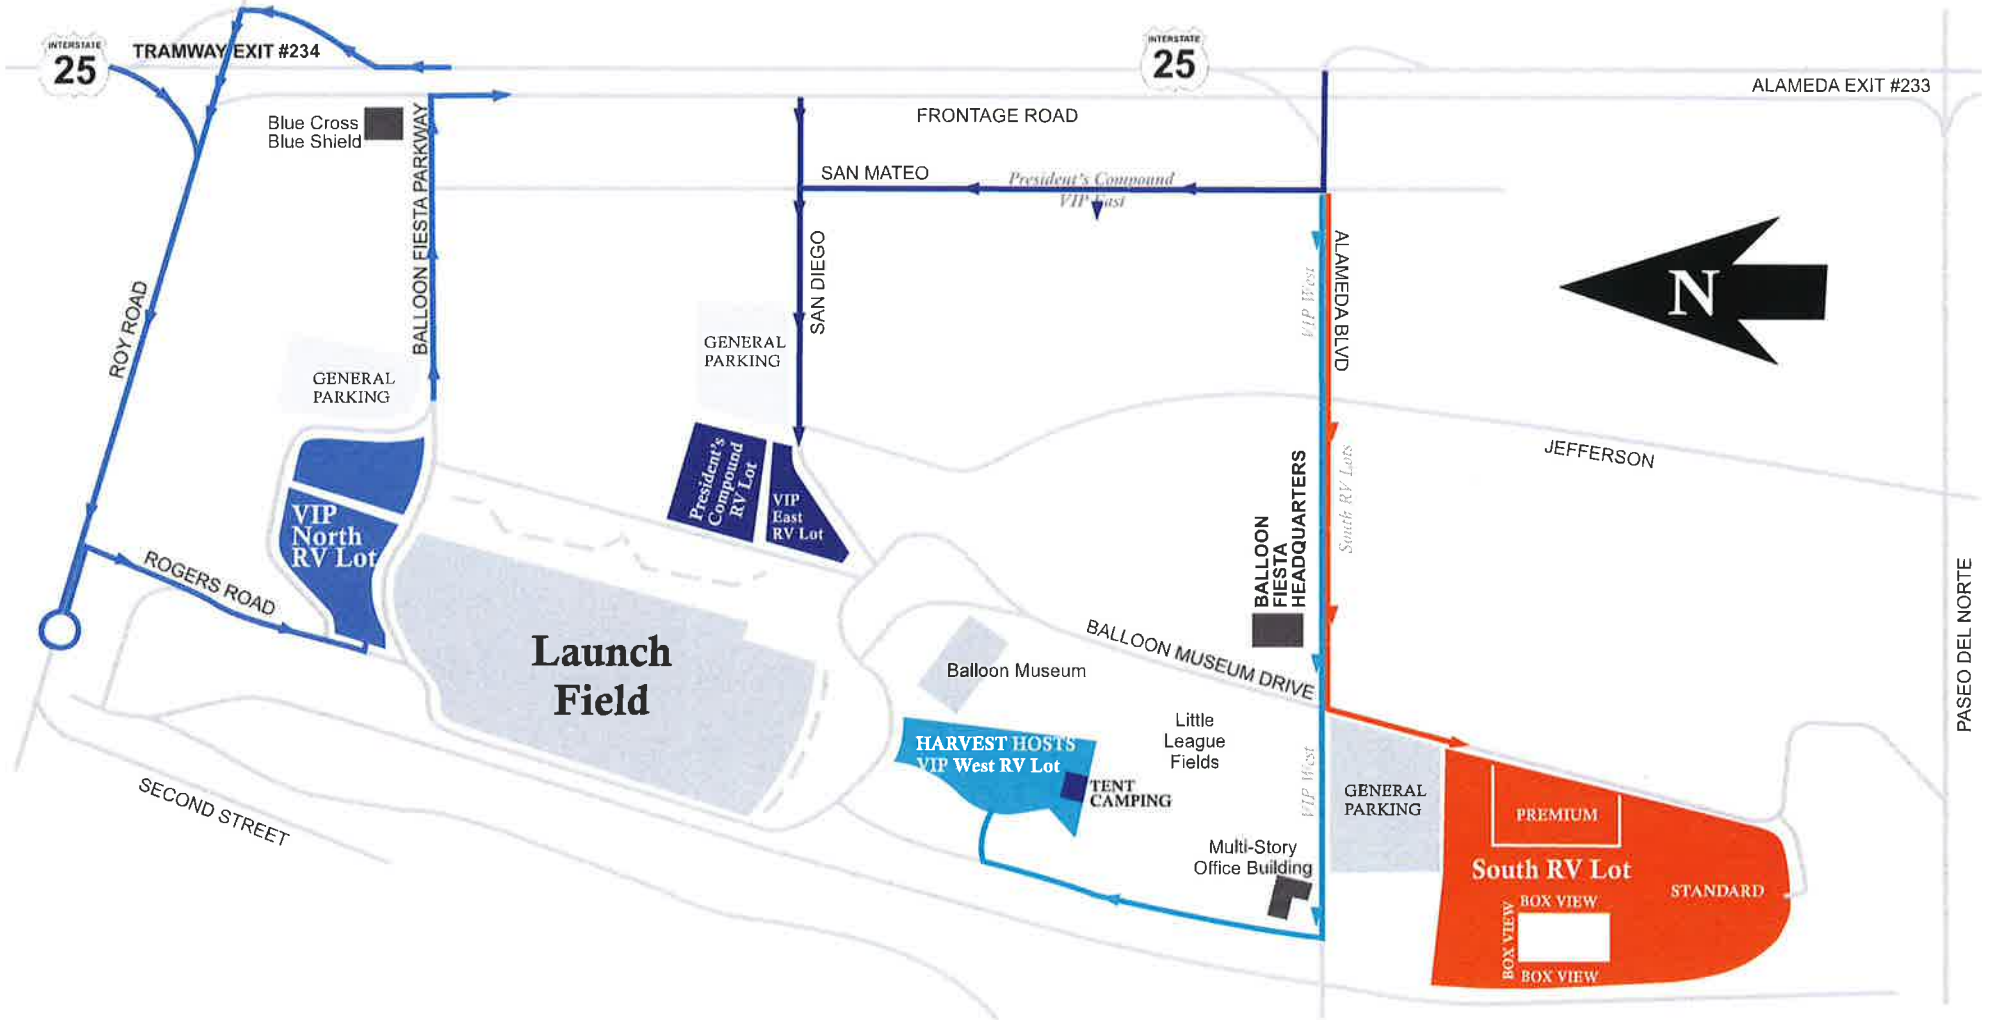 INTERSTATE
25
TRAMWAY EXIT #234
INTERSTATE
25
ALAMEDA EXIT #233
Blue Cross
Blue Shield
BALLOON FIESTA PARKWAY
FRONTAGE ROAD
SAN MATEO
President's Compound
VIP East
ROY ROAD
SAN DIEGO
VIP West
ALAMEDA BLVD
N
GENERAL
PARKING
GENERAL
PARKING
JEFFERSON
President's
Compound
RV Lot
VIP
East
RV Lot
VIP
North
RV Lot
South RV Lots
BALLOON
FIESTA
HEADQUARTERS
ROGERS ROAD
Launch
Field
Balloon Museum
BALLOON MUSEUM DRIVE
PASEO DEL NORTE
HARVEST HOSTS
VIP West RV Lot
TENT
CAMPING
Little
League
Fields
VIP West
GENERAL
PARKING
SECOND STREET
Multi-Story
Office Building
PREMIUM
South RV Lot
STANDARD
BOX VIEW
BOX VIEW
BOX VIEW